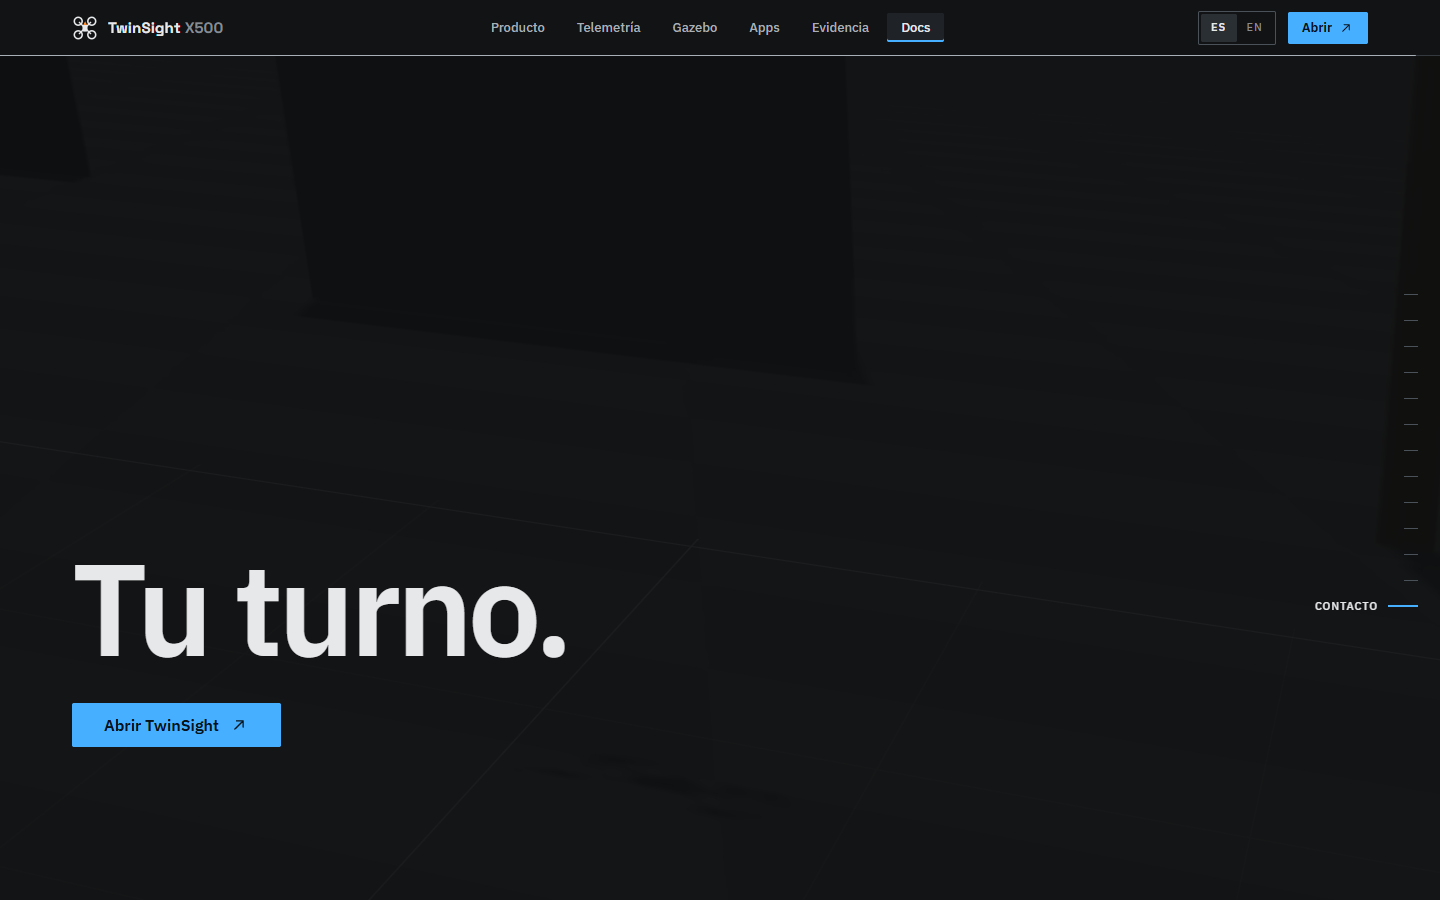 TwinSight X500
Producto
Telemetría
Gazebo
Apps
Evidencia
Docs
ES
EN
Abrir
CONTACTO
Tu turno.
Abrir TwinSight